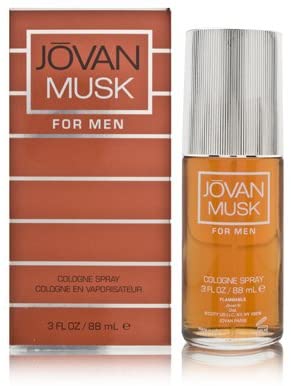 JŌVAN
MUSK
FOR MEN
COLOGNE SPRAY
COLOGNE EN VAPORISATEUR
3 FL OZ / 88 mL ℮
JŌVAN
MUSK
FOR MEN
COLOGNE SPRAY
3 FL OZ / 88 mL ℮
FLAMMABLE